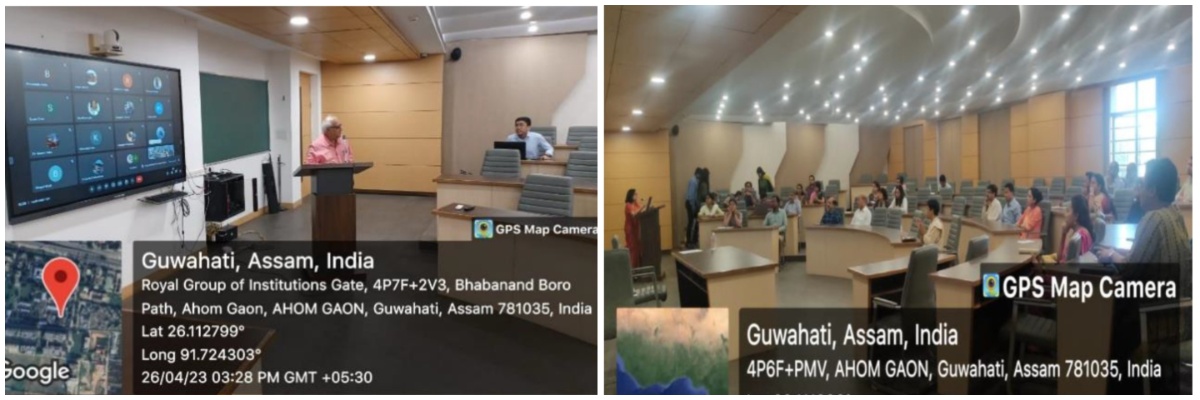 GPS Map Camera
Guwahati, Assam, India
Royal Group of Institutions Gate, 4P7F+2V3, Bhabanand Boro
Path, Ahom Gaon, AHOM GAON, Guwahati, Assam 781035, India
Lat 26.112799°
Long 91.724303°
26/04/23 03:28 PM GMT +05:30
Google
GPS Map Camera
Guwahati, Assam, India
4P6F+PMV, AHOM GAON, Guwahati, Assam 781035, India